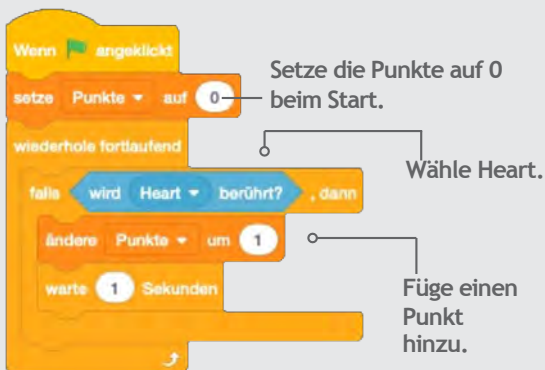 Wenn angeklickt
setze Punkte auf 0
Setze die Punkte auf 0
beim Start.
wiederhole fortlaufend
Wähle Heart.
falls wird Heart berührt? , dann
ändere Punkte um 1
warte 1 Sekunden
Füge einen
Punkt
hinzu.